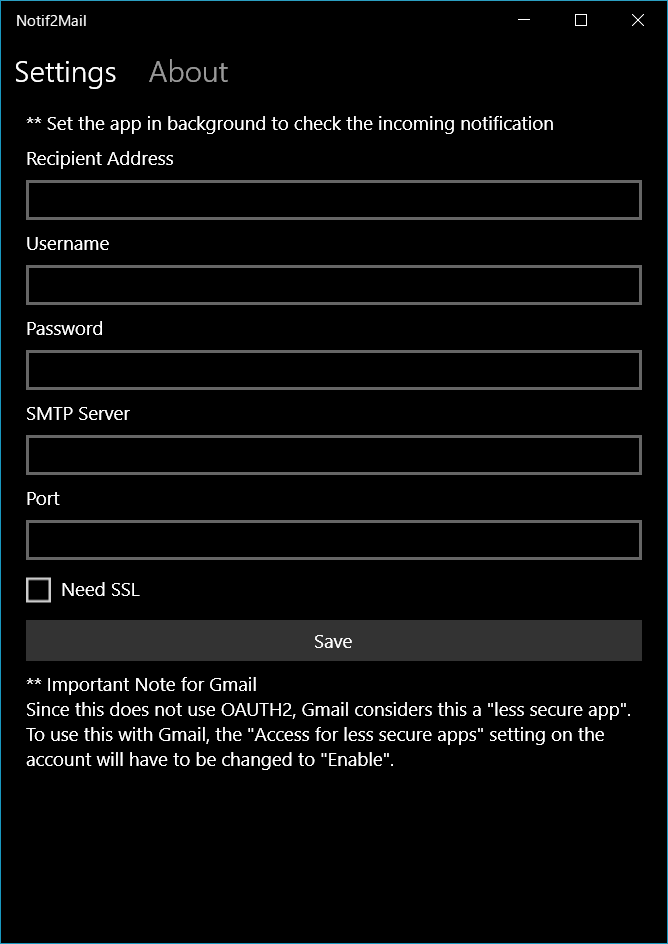 Notif2Mail
Settings About
** Set the app in background to check the incoming notification
Recipient Address
Username
Password
SMTP Server
Port
Need SSL
Save
** Important Note for Gmail
Since this does not use OAUTH2, Gmail considers this a "less secure app".
To use this with Gmail, the "Access for less secure apps" setting on the
account will have to be changed to "Enable".